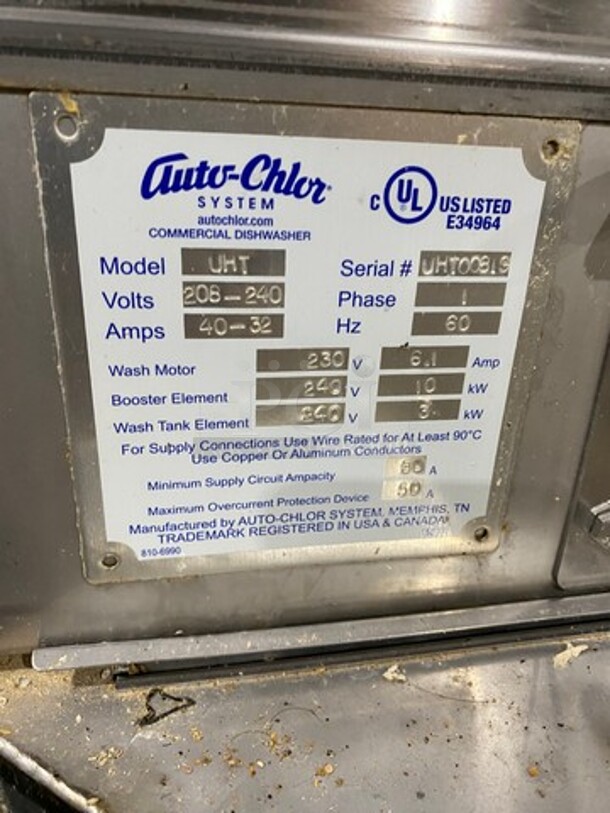 Auto-Chlor
SYSTEM
autochlor.com
COMMERCIAL DISHWASHER
C UL US LISTED
E34964
Model UHT Serial #
Volts 208-240 Phase 1
Amps 40-32 Hz 60
Wash Motor 230 V 6.1 Amp
Booster Element 240 V 10 kW
Wash Tank Element 240 V 3. kW
For Supply Connections Use Wire Rated for At Least 90°C
Use Copper Or Aluminum Conductors
Minimum Supply Circuit Ampacity A
Maximum Overcurrent Protection Device 50 A
Manufactured by AUTO-CHLOR SYSTEM, MEMPHIS, TN
TRADEMARK REGISTERED IN USA & CANADA
810-6990